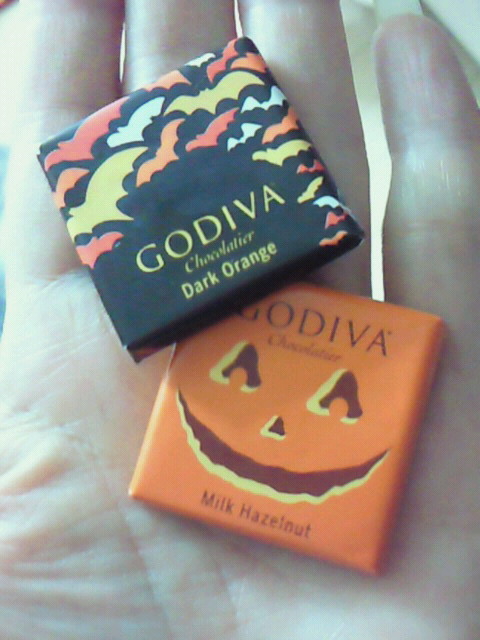 GODIVA
Chocolatier
Dark Orange
GODIVA
Chocolatier
Milk Hazelnut